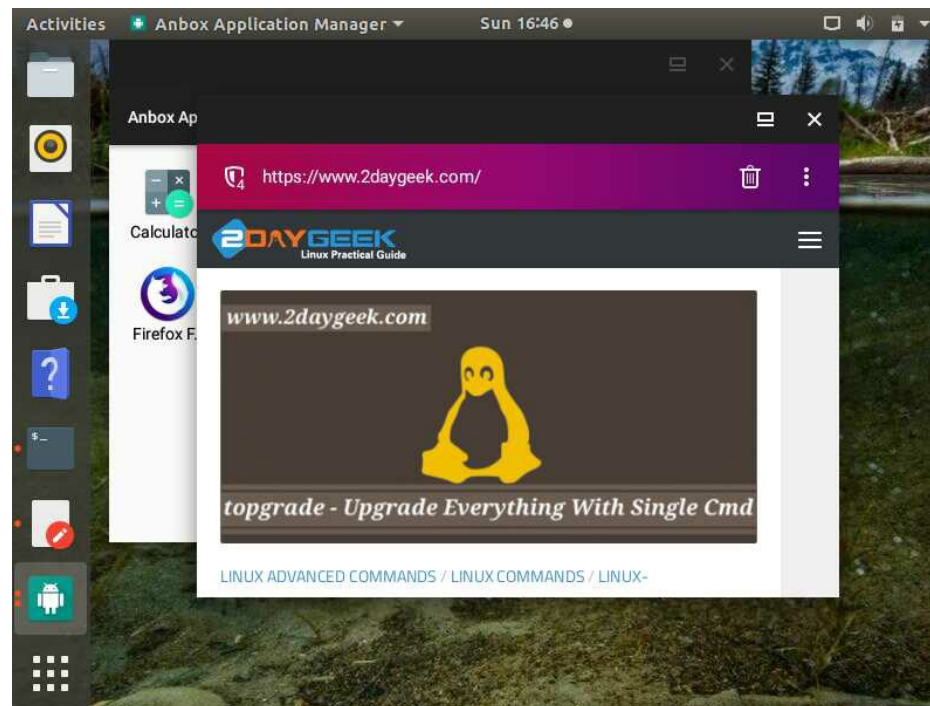 Activities
Anbox Application Manager
Sun 16:46
Anbox Ap
4
https://www.2daygeek.com/
Calculato
2DAYGEEK
Linux Practical Guide
Firefox F.
www.2daygeek.com
?
$_
topgrade - Upgrade Everything With Single Cmd
LINUX ADVANCED COMMANDS / LINUX COMMANDS / LINUX-